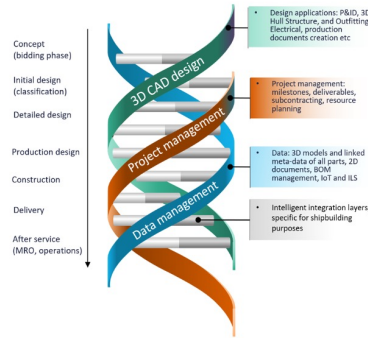 Concept
(bidding phase)
Initial design
(classification)
Detailed design
Production design
Construction
Delivery
After service
(MRO, operations)
3D CAD design
Project management
Data management
• Design applications: P&ID, 3D
Hull Structure, and Outfitting
Electrical, production
documents creation etc
• Project management:
milestones, deliverables,
subcontracting, resource
planning
• Data: 3D models and linked
meta-data of all parts, 2D
documents, BOM
management, IoT and ILS
• Intelligent integration layers
specific for shipbuilding
purposes